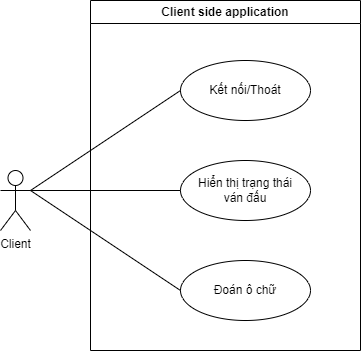 Client side application
Kết nối/Thoát
Hiển thị trạng thái
ván đấu
Client
Đoán ô chữ